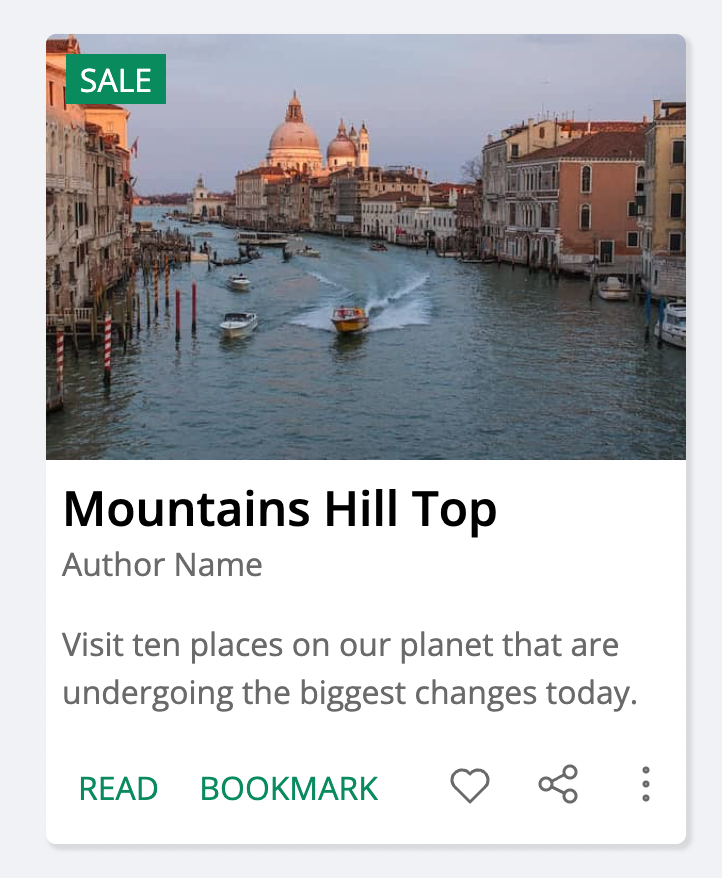 SALE
Mountains Hill Top
Author Name
Visit ten places on our planet that are
undergoing the biggest changes today.
READ BOOKMARK